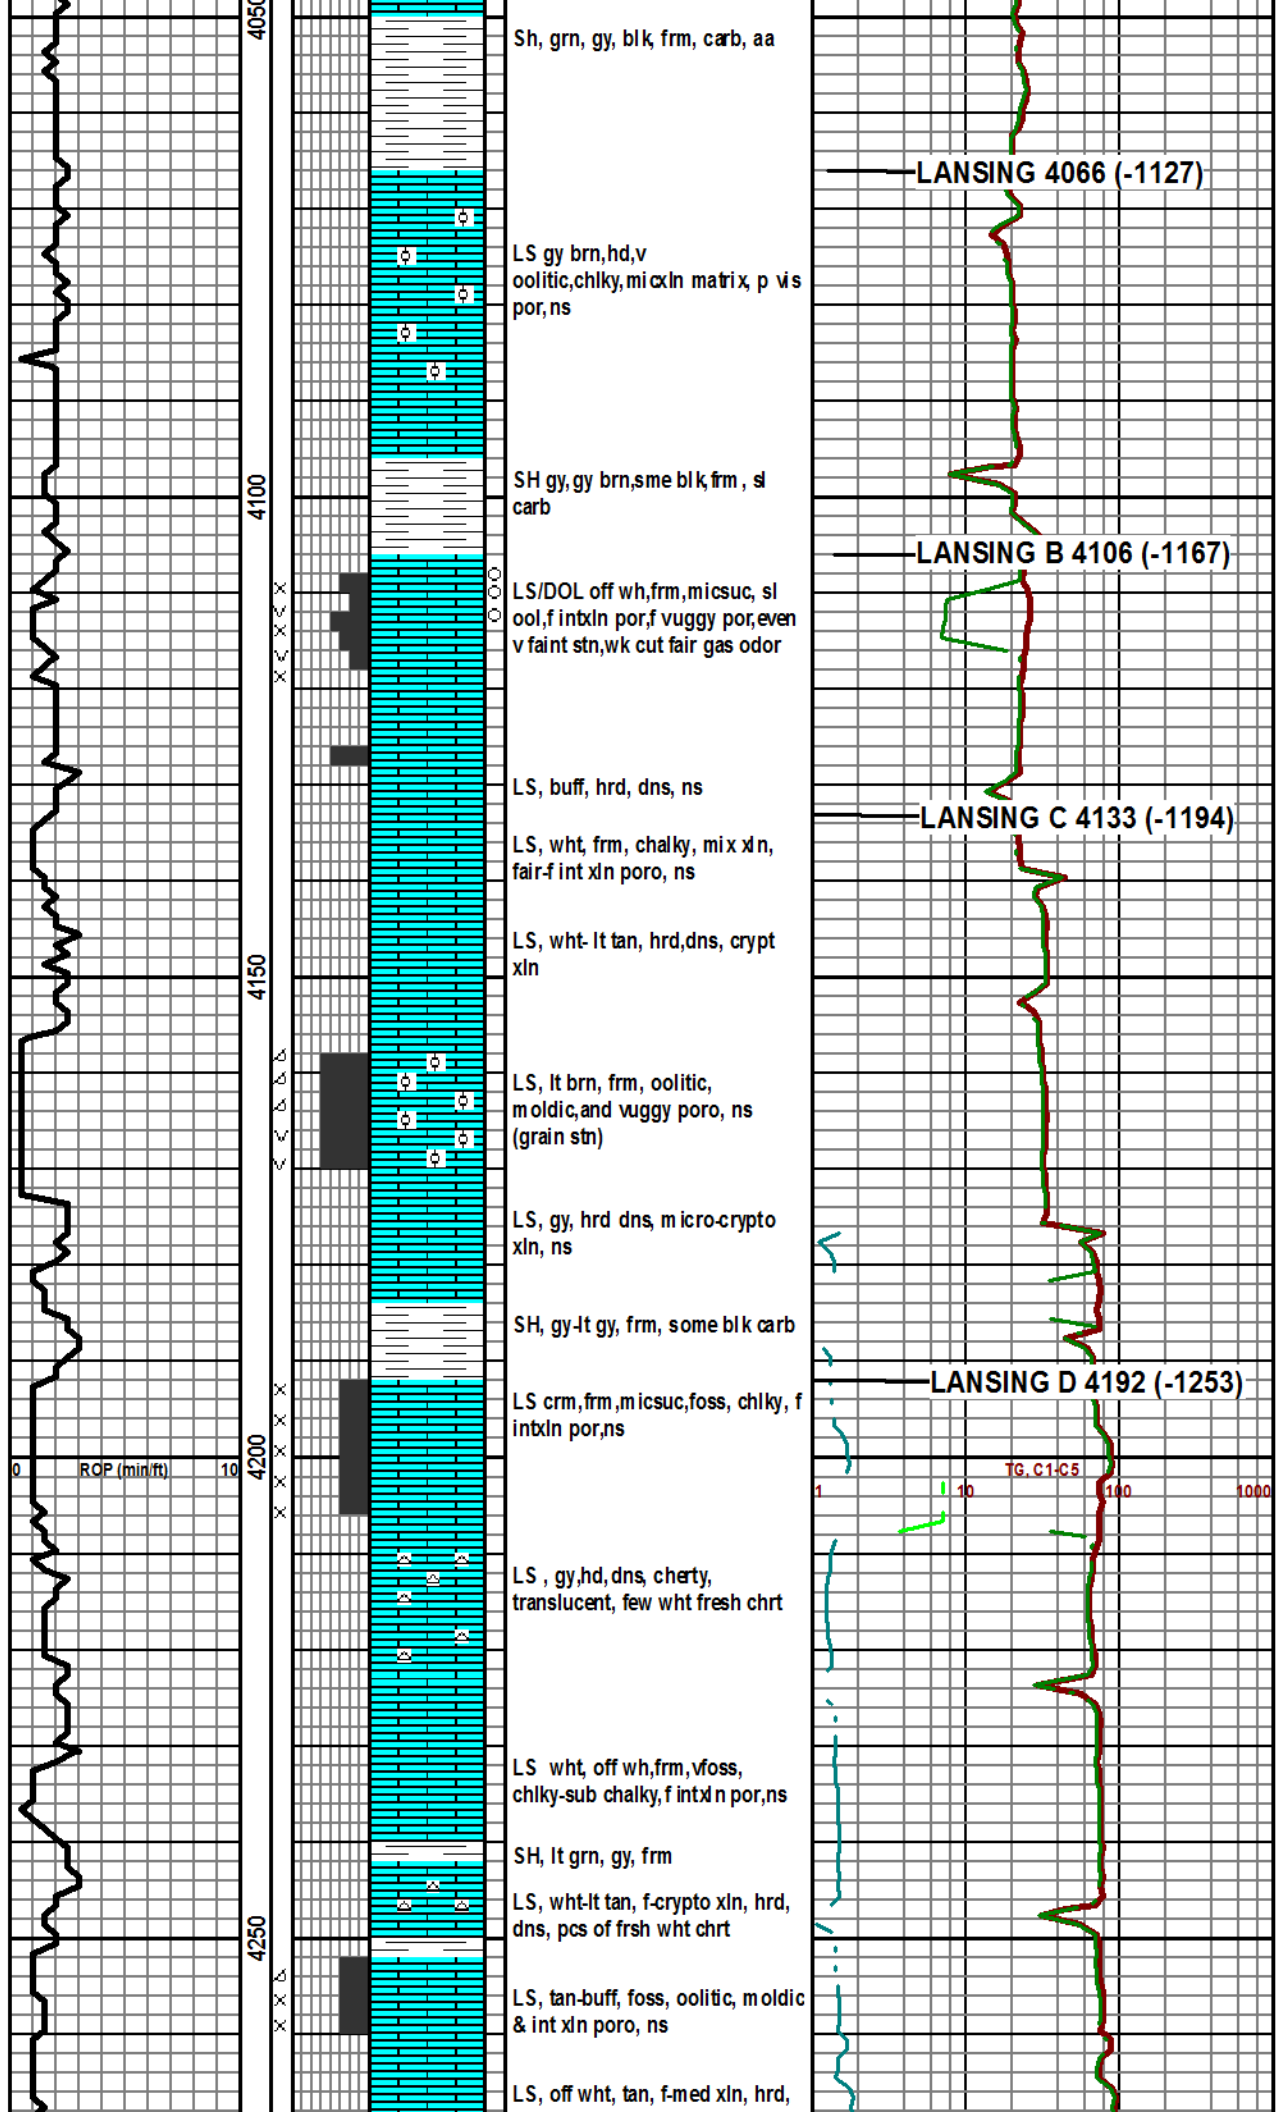 4050
Sh, grn, gy, blk, frm, carb, aa
LANSING 4066 (-1127)
LS gy brn,hd,v
oolitic,chlky,micxln matrix, p vis
por,ns
4100
SH gy,gy brn,sme blk,frm, sl
carb
LANSING B 4106 (-1167)
LS/DOL off wh,frm,micsuc, sl
ool,f intxln por,f vuggy por,even
v faint stn,wk cut fair gas odor
LS, buff, hrd, dns, ns
LANSING C 4133 (-1194)
LS, wht, frm, chalky, mix xln,
fair-f int xln poro, ns
LS, wht- lt tan, hrd,dns, crypt
xln
4150
LS, lt brn, frm, oolitic,
moldic,and vuggy poro, ns
(grain stn)
LS, gy, hrd dns, micro-crypto
xln, ns
SH, gy-lt gy, frm, some blk carb
LANSING D 4192 (-1253)
LS crm,frm,micsuc,foss, chlky, f
intxln por,ns
4200
0 ROP (min/ft) 10
TG, C1-C5
1 10 100 1000
LS , gy,hd,dns, cherty,
translucent, few wht fresh chrt
LS wht, off wh,frm,vfoss,
chlky-sub chalky,f intxln por,ns
SH, lt grn, gy, frm
LS, wht-lt tan, f-crypto xln, hrd,
dns, pcs of frsh wht chrt
4250
LS, tan-buff, foss, oolitic, moldic
& int xln poro, ns
LS, off wht, tan, f-med xln, hrd,